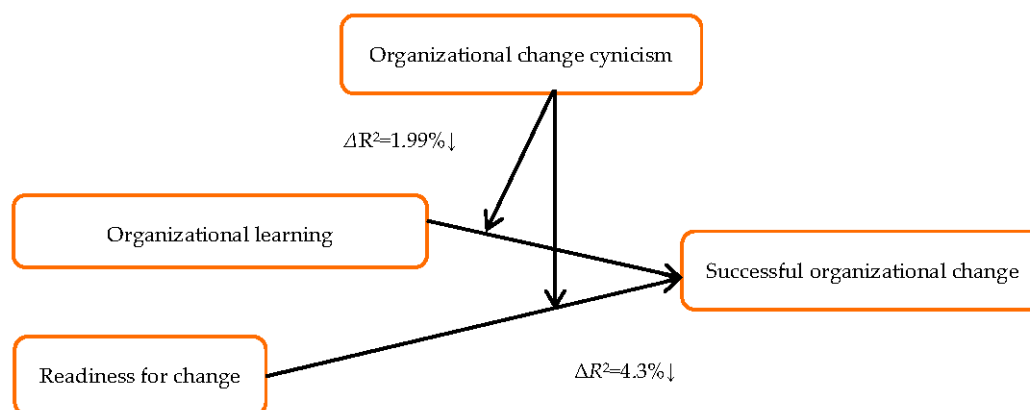 Organizational change cynicism
ΔR²=1.99%↓
Organizational learning
Successful organizational change
Readiness for change
ΔR²=4.3%↓